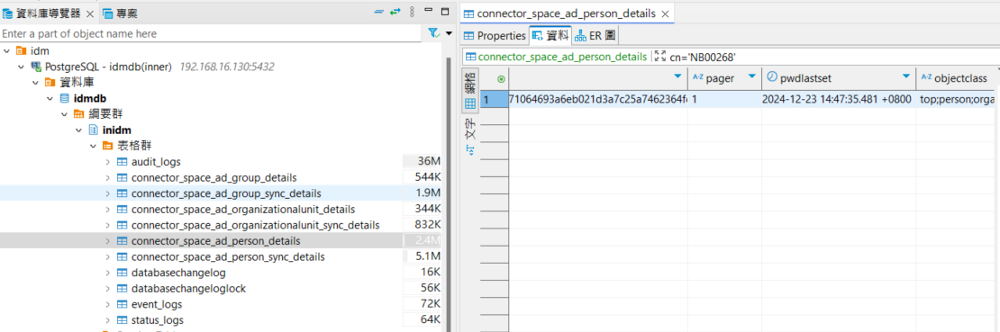 資料庫導覽器
專案
Enter a part of object name here
idm
PostgreSQL - idmdb(inner) 192.168.16.130:5432
資料庫
idmdb
綱要群
inidm
表格群
audit_logs 36M
connector_space_ad_group_details 544K
connector_space_ad_group_sync_details 1.9M
connector_space_ad_organizationalunit_details 344K
connector_space_ad_organizationalunit_sync_details 832K
connector_space_ad_person_details 2.4M
connector_space_ad_person_sync_details 5.1M
databasechangelog 16K
databasechangeloglock 56K
event_logs 72K
status_logs 64K
connector_space_ad_person_details
Properties 資料 ER 圖
connector_space_ad_person_details cn='NB00268'
網格
文字
A-Z pager pwdlastset A-Z objectclass
1 71064693a6eb021d3a7c25a7462364f 1 2024-12-23 14:47:35.481 +0800 top;person;orga